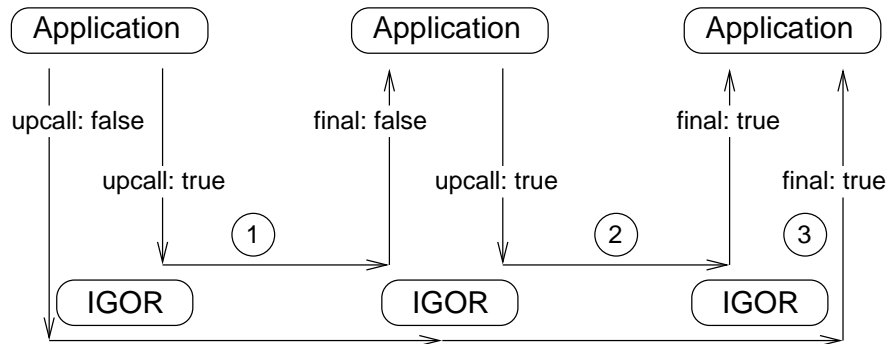 Application
Application
Application
upcall: false
final: false
final: true
upcall: true
upcall: true
final: true
1
2
3
IGOR
IGOR
IGOR